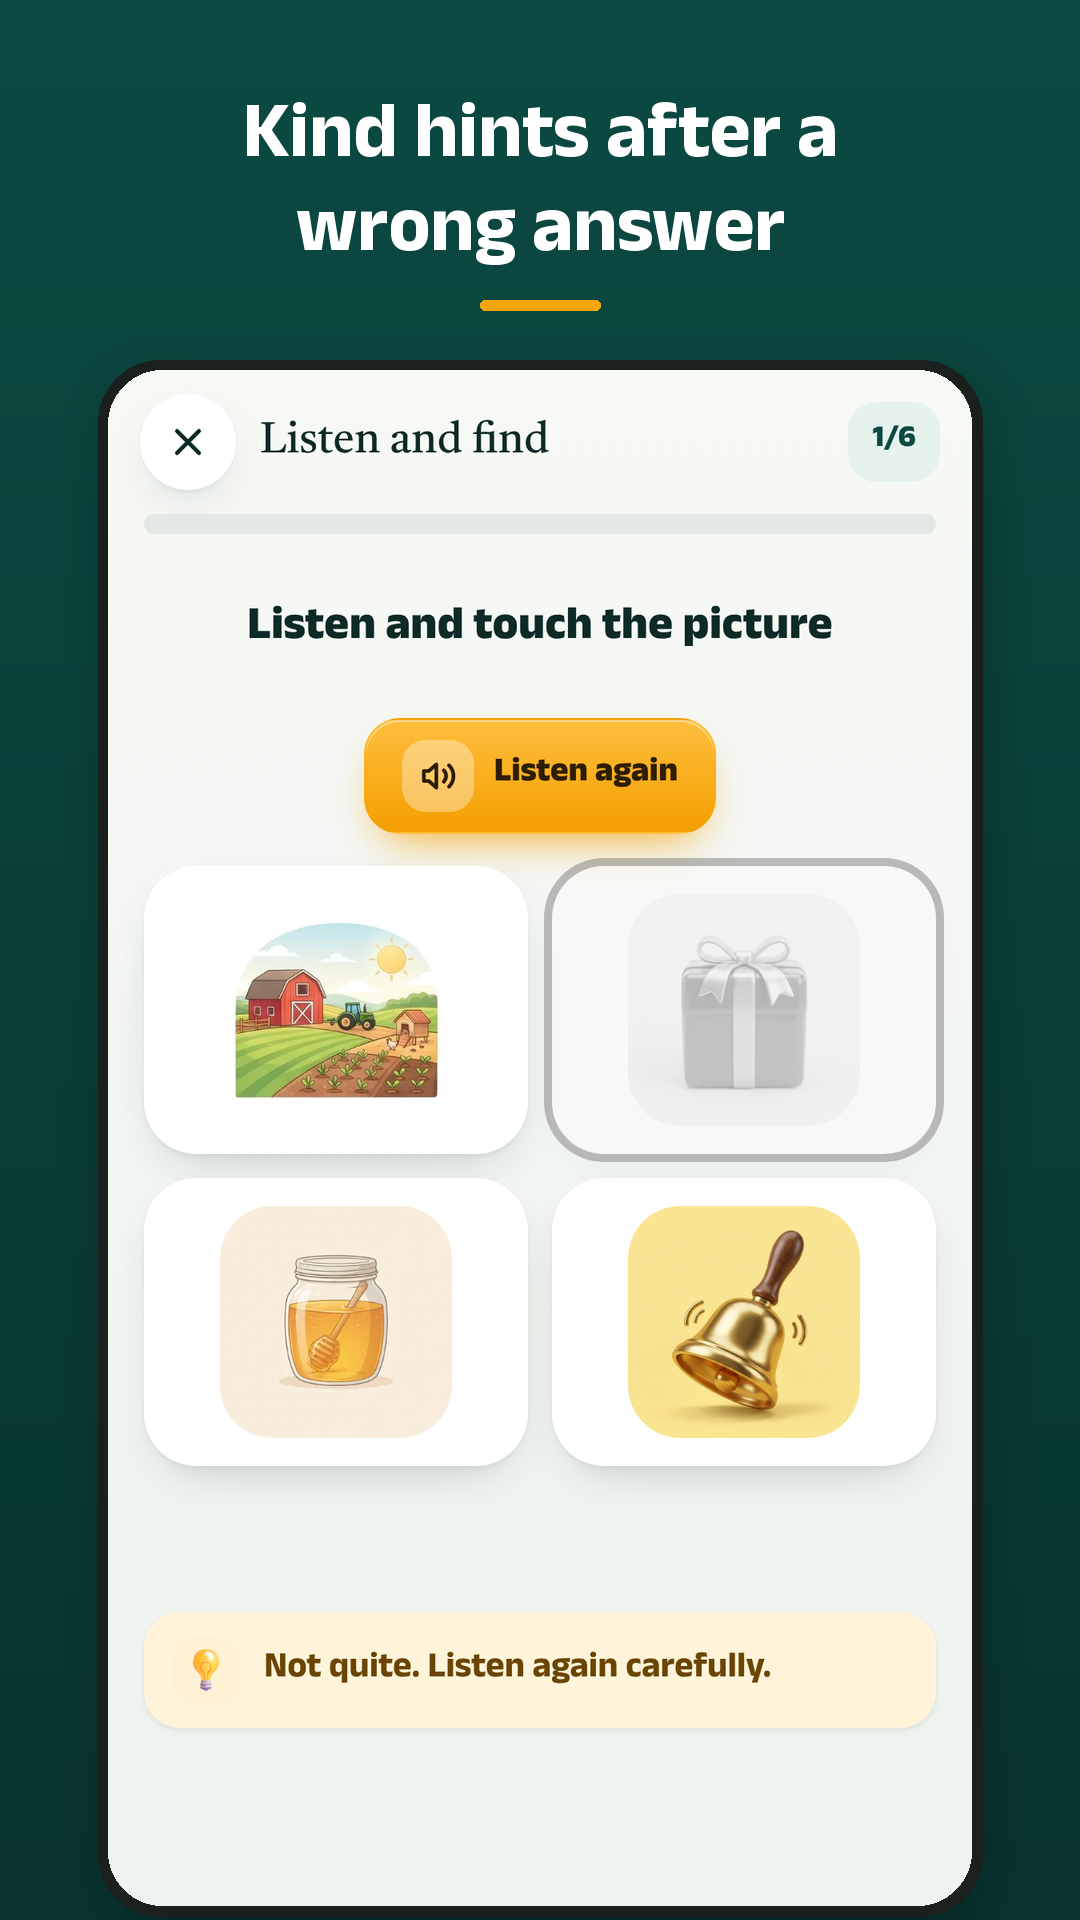 Kind hints after a
wrong answer
Listen and find
1/6
Listen and touch the picture
Listen again
Not quite. Listen again carefully.